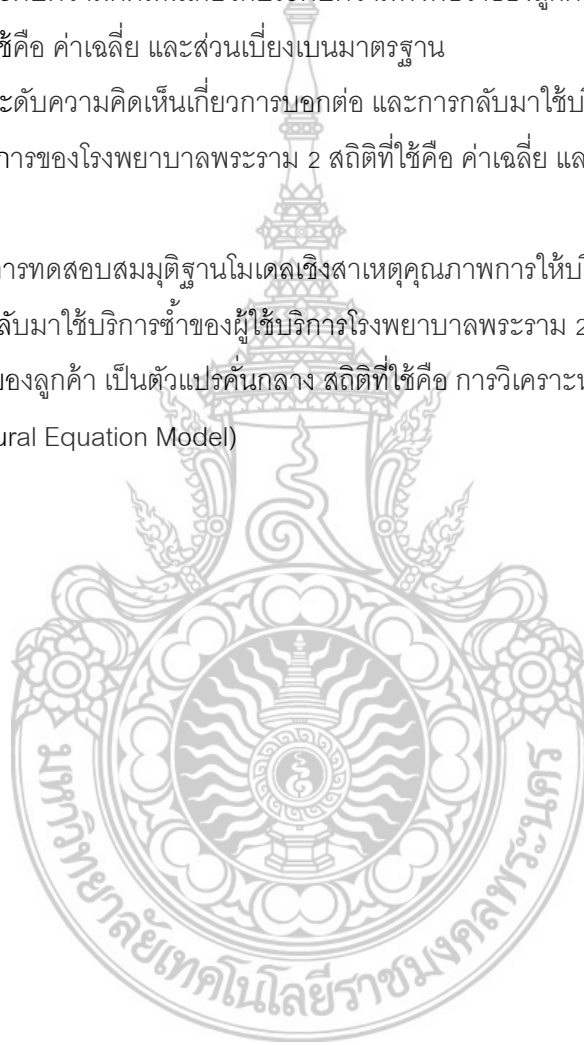 ช้คือ ค่าเฉลี่ย และส่วนเบี่ยงเบนมาตรฐาน
ะดับความคิดเห็นเกี่ยวการบอกต่อ และการกลับมาใช้บริ
การของโรงพยาบาลพระราม 2 สถิติที่ใช้คือ ค่าเฉลี่ย แล
การทดสอบสมมุติฐานโมเดลเชิงสาเหตุคุณภาพการให้บริ
ลับมาใช้บริการซ้ำของผู้ใช้บริการโรงพยาบาลพระราม 2
ของลูกค้า เป็นตัวแปรคั่นกลาง สถิติที่ใช้คือ การวิเคราะห
ural Equation Model)
มหาวิทยาลัยเทคโนโลยีราชมงคลพระนคร